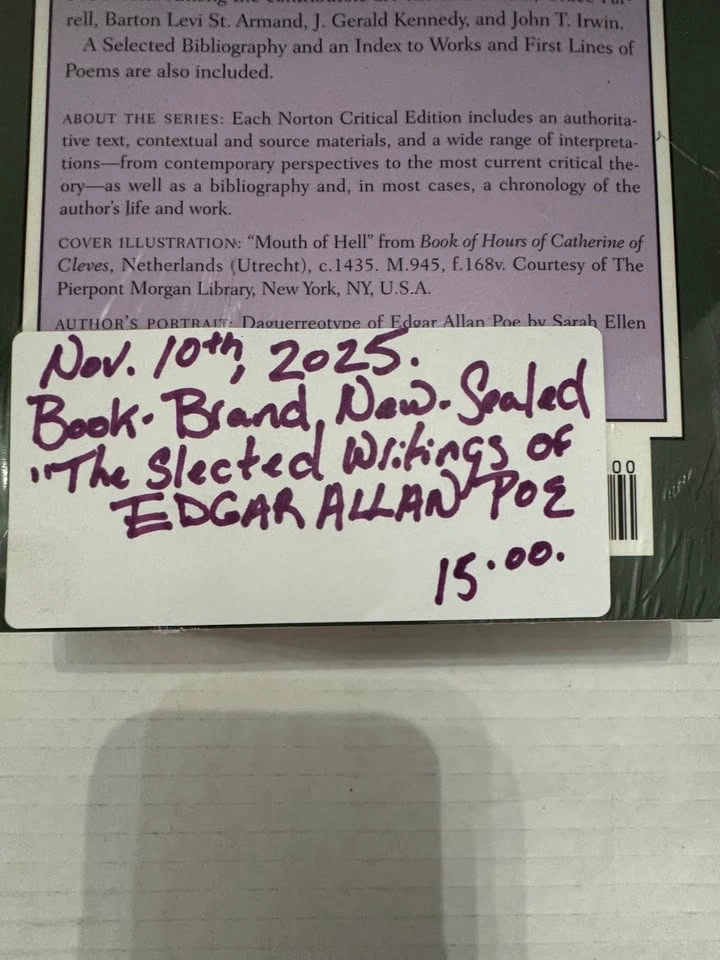 rell, Barton Levi St. Armand, J. Gerald Kennedy, and John T. Irwin.
A Selected Bibliography and an Index to Works and First Lines of
Poems are also included.
ABOUT THE SERIES: Each Norton Critical Edition includes an authorita-
tive text, contextual and source materials, and a wide range of interpreta-
tions—from contemporary perspectives to the most current critical the-
ory—as well as a bibliography and, in most cases, a chronology of the
author's life and work.
COVER ILLUSTRATION: "Mouth of Hell" from Book of Hours of Catherine of
Cleves, Netherlands (Utrecht), c.1435. M.945, f.168v. Courtesy of The
Pierpont Morgan Library, New York, NY, U.S.A.
AUTHOR'S PORTRAIT: Daguerreotype of Edgar Allan Poe by Sarah Ellen
Nov. 10th, 2025.
Book-Brand New-Sealed
"The Slected Writings of
EDGAR ALLAN POE
15.00.
00